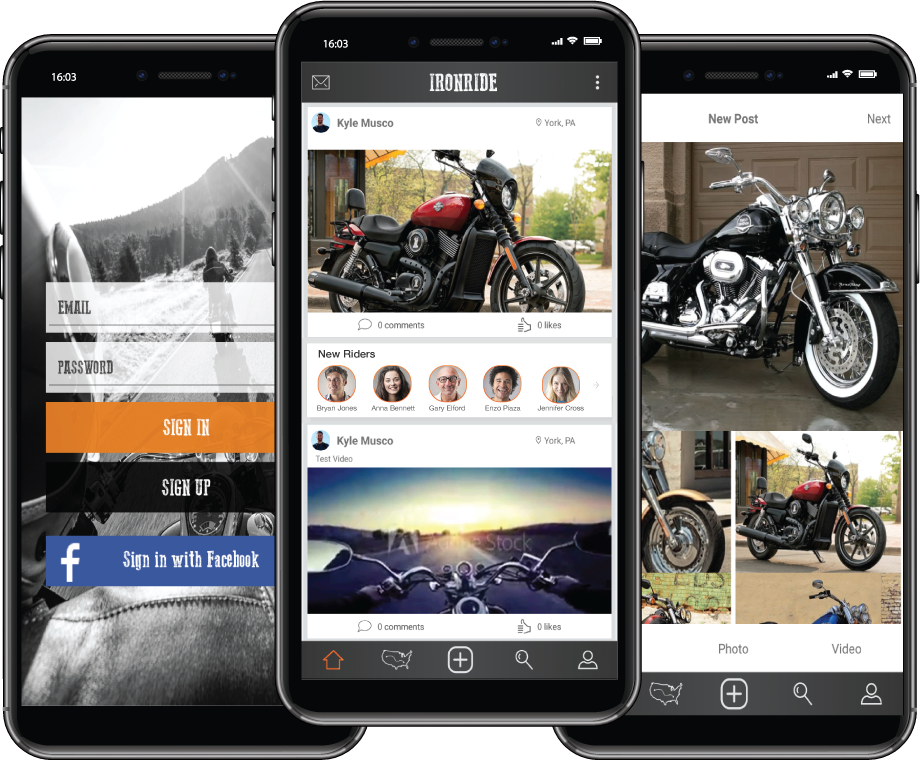 16:03
EMAIL
PASSWORD
SIGN IN
SIGN UP
f Sign in with Facebook
16:03
IRONRIDE
Kyle Musco
York, PA
0 comments
0 likes
New Riders
Bryan Jones
Anna Bennett
Gary Elford
Enzo Piaza
Jennifer Cross
Kyle Musco
York, PA
Test Video
Adobe Stock
0 comments
0 likes
New Post
Next
Photo
Video